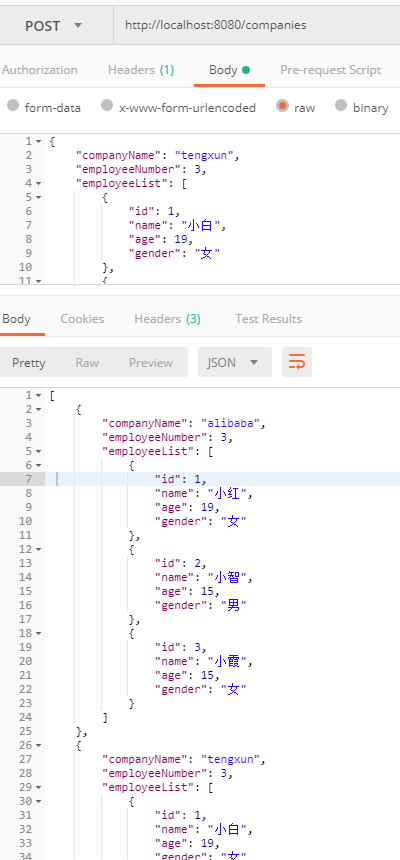 POST http://localhost:8080/companies
Authorization Headers (1) Body Pre-request Script
form-data x-www-form-urlencoded raw binary
1 {
2 "companyName": "tengxun",
3 "employeeNumber": 3,
4 "employeeList": [
5 {
6 "id": 1,
7 "name": "小白",
8 "age": 19,
9 "gender": "女"
10 },
11 {
Body Cookies Headers (3) Test Results
Pretty Raw Preview JSON
1 [
2 {
3 "companyName": "alibaba",
4 "employeeNumber": 3,
5 "employeeList": [
6 {
7 "id": 1,
8 "name": "小红",
9 "age": 19,
10 "gender": "女"
11 },
12 {
13 "id": 2,
14 "name": "小智",
15 "age": 15,
16 "gender": "男"
17 },
18 {
19 "id": 3,
20 "name": "小霞",
21 "age": 15,
22 "gender": "女"
23 }
24 ]
25 },
26 {
27 "companyName": "tengxun",
28 "employeeNumber": 3,
29 "employeeList": [
30 {
31 "id": 1,
32 "name": "小白",
33 "age": 19,
34 "gender": "女"